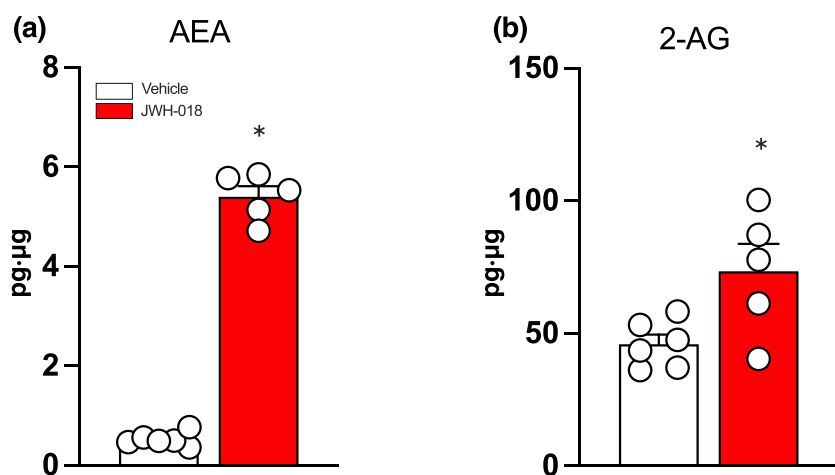 (a)
AEA
8
6
4
2
0
pg·µg
Vehicle
JWH-018
*
(b)
2-AG
150
100
50
0
pg·µg
*